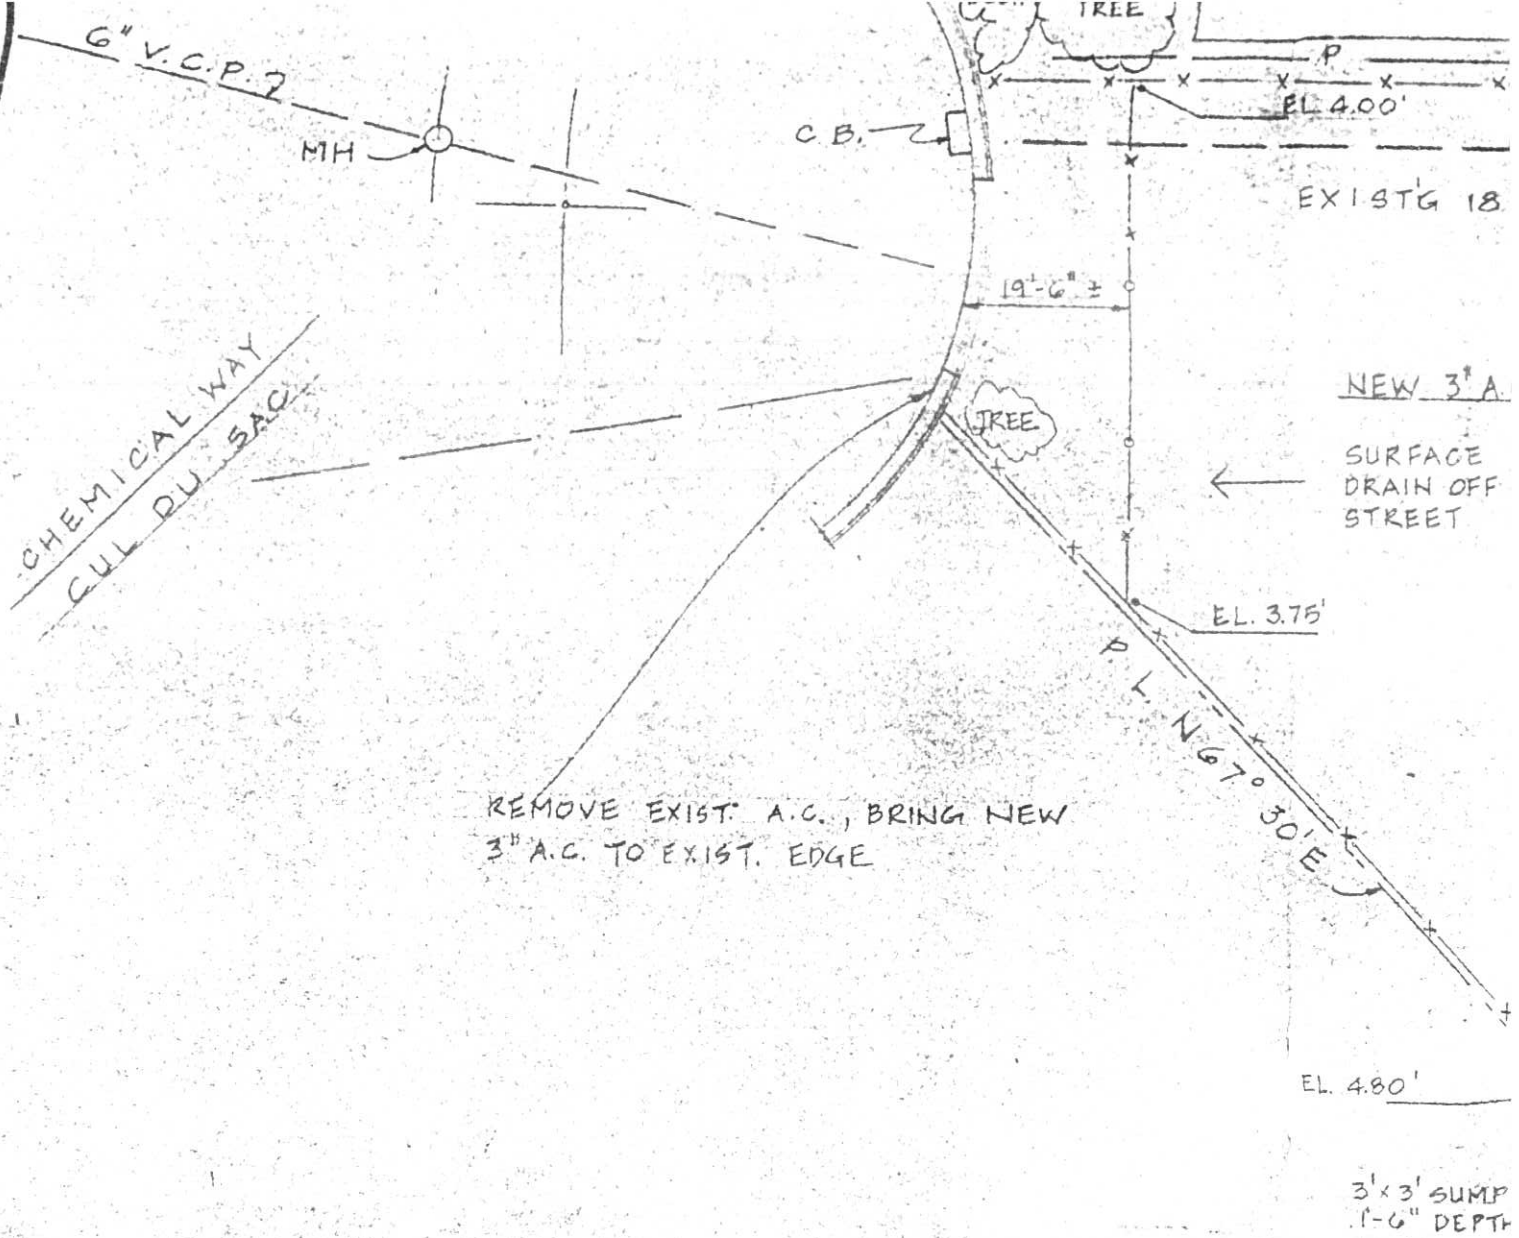 TREE
6" V.C.P.
P
EL. 4.00'
MH
C.B.
EXIST'G 18
19'-6" ±
CHEMICAL WAY
CUL DU SAC
TREE
NEW 3" A.
SURFACE
DRAIN OFF
STREET
EL. 3.75'
P. L. N 67° 30' E
REMOVE EXIST. A.C., BRING NEW
3" A.C. TO EXIST. EDGE
EL. 4.80'
3' x 3' SUMP
1'-6" DEPTH